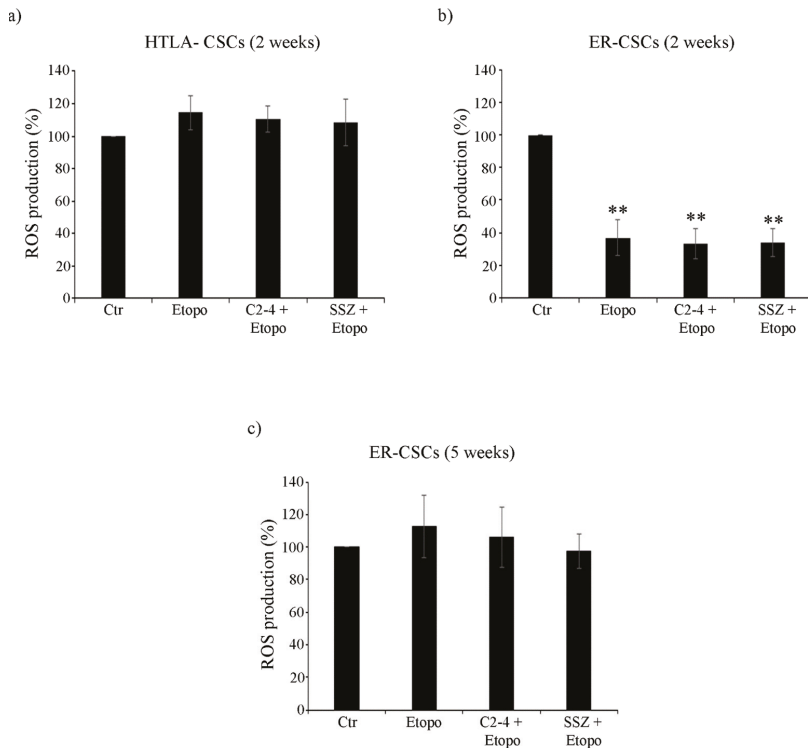 a)
HTLA- CSCs (2 weeks)
ROS production (%)
140
120
100
80
60
40
20
0
Ctr
Etopo
C2-4 +
Etopo
SSZ +
Etopo
b)
ER-CSCs (2 weeks)
ROS production (%)
140
120
100
80
60
40
20
0
**
**
**
Ctr
Etopo
C2-4 +
Etopo
SSZ +
Etopo
c)
ER-CSCs (5 weeks)
ROS production (%)
140
120
100
80
60
40
20
0
Ctr
Etopo
C2-4 +
Etopo
SSZ +
Etopo